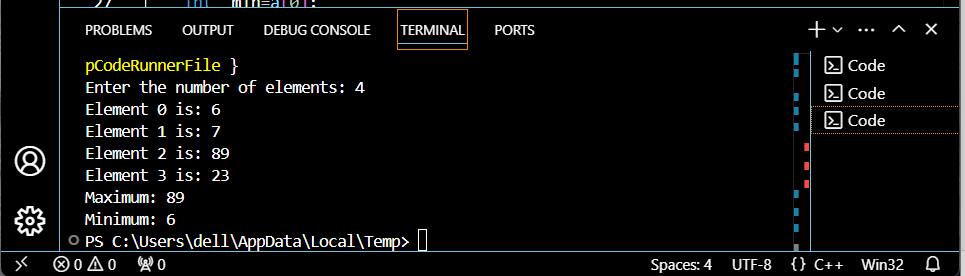 27 int min=a[0];
PROBLEMS OUTPUT DEBUG CONSOLE TERMINAL PORTS
pCodeRunnerFile }
Enter the number of elements: 4
Element 0 is: 6
Element 1 is: 7
Element 2 is: 89
Element 3 is: 23
Maximum: 89
Minimum: 6
PS C:\Users\dell\AppData\Local\Temp>
Code
Code
Code
0 0 0 Spaces: 4 UTF-8 {} C++ Win32